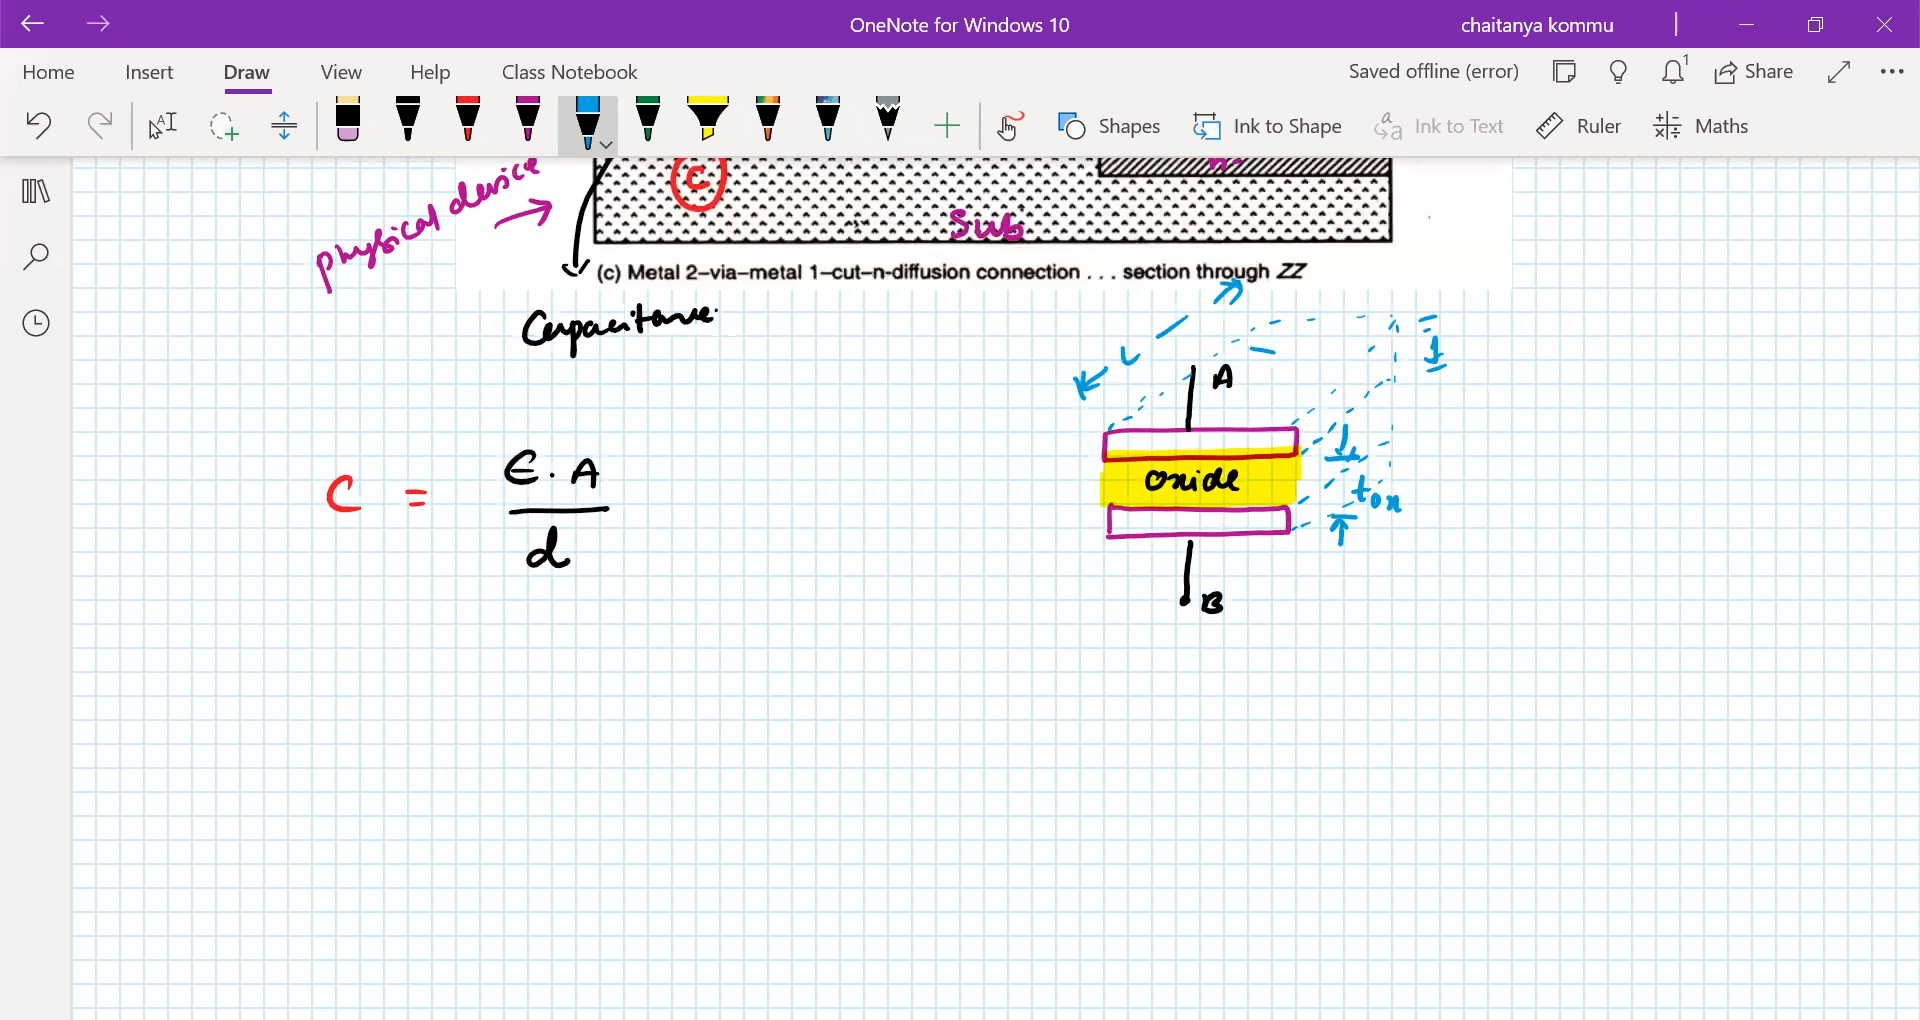 OneNote for Windows 10
chaitanya kommu
Home Insert Draw View Help Class Notebook
Saved offline (error) 1 Share
Shapes Ink to Shape Ink to Text Ruler Maths
physical device
C
Sub
(c) Metal 2–via–metal 1–cut–n–diffusion connection . . . section through ZZ
Capacitance
L
t
A
C = ∈ . A / d
oxide
tox
B